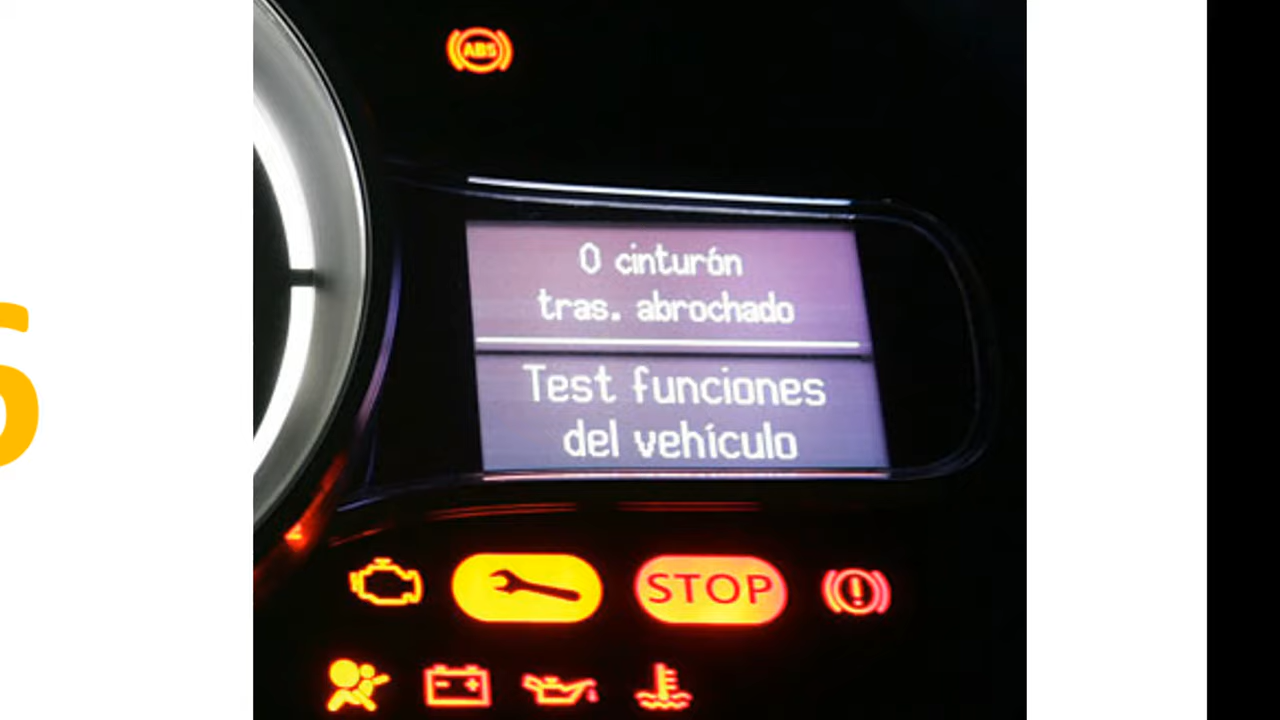 ABS
0 cinturón
tras. abrochado
Test funciones
del vehículo
STOP